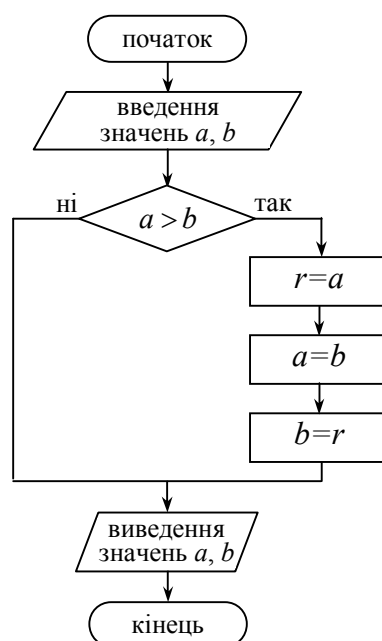 початок
введення
значень a, b
ні
a > b
так
r=a
a=b
b=r
виведення
значень a, b
кінець